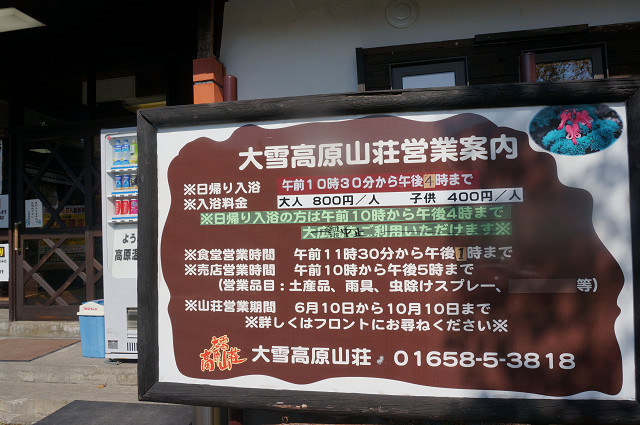 大雪高原山荘営業案内
※日帰り入浴 午前10時30分から午後4時まで
※入浴料金 大人 800円/人 子供 400円/人
※日帰り入浴の方は午前10時から午後4時まで
ご利用いただけます※
※食堂営業時間 午前11時30分から午後1時まで
※売店営業時間 午前10時から午後5時まで
(営業品目:土産品、雨具、虫除けスプレー、 等)
※山荘営業期間 6月10日から10月10日まで
※詳しくはフロントにお尋ねください※
大雪高原山荘 01658-5-3818